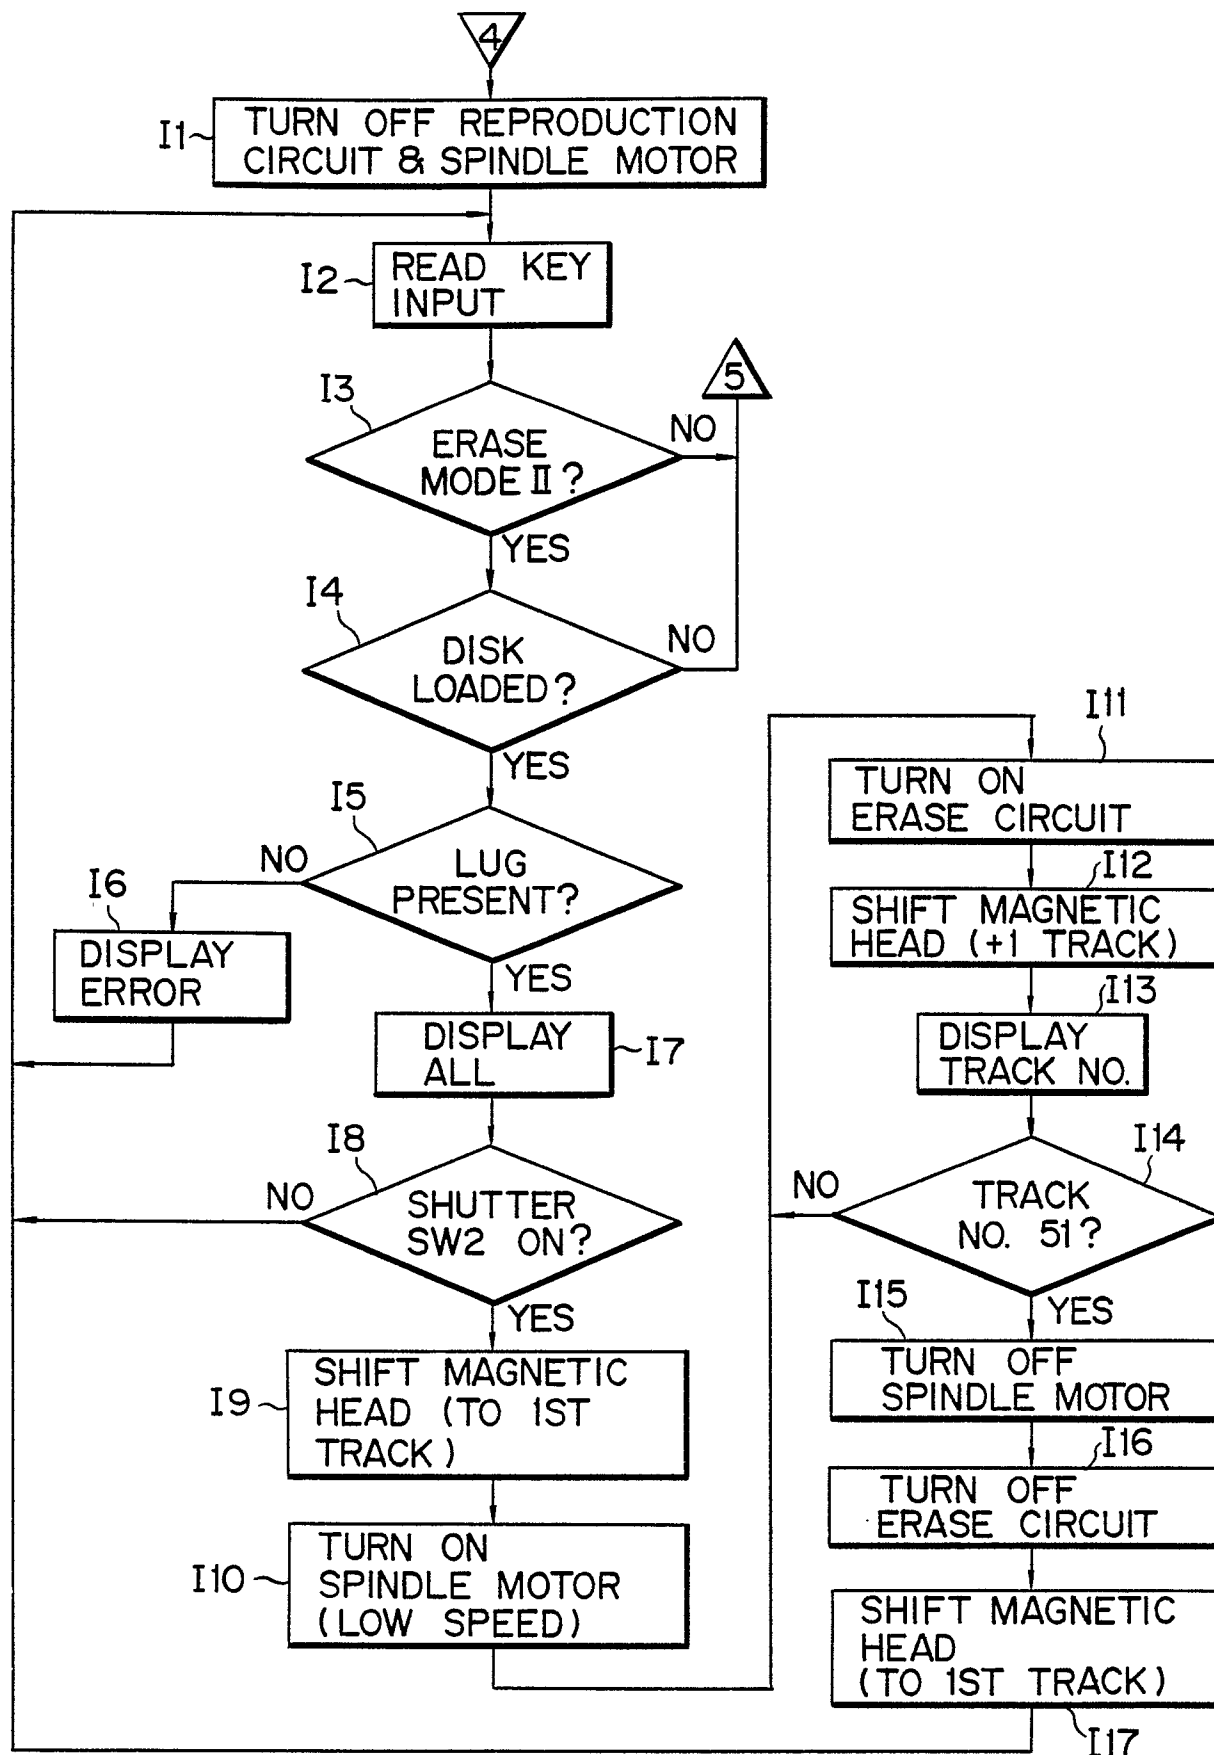 4
I1
TURN OFF REPRODUCTION
CIRCUIT & SPINDLE MOTOR
I2
READ KEY
INPUT
I3
ERASE
MODE II?
NO
5
YES
I4
DISK
LOADED?
NO
YES
I5
LUG
PRESENT?
NO
I6
DISPLAY
ERROR
YES
DISPLAY
ALL
I7
I8
SHUTTER
SW2 ON?
NO
YES
I9
SHIFT MAGNETIC
HEAD (TO 1ST
TRACK)
I10
TURN ON
SPINDLE MOTOR
(LOW SPEED)
I11
TURN ON
ERASE CIRCUIT
I12
SHIFT MAGNETIC
HEAD (+1 TRACK)
I13
DISPLAY
TRACK NO.
I14
TRACK
NO. 51?
NO
YES
I15
TURN OFF
SPINDLE MOTOR
I16
TURN OFF
ERASE CIRCUIT
SHIFT MAGNETIC
HEAD
(TO 1ST TRACK)
I17